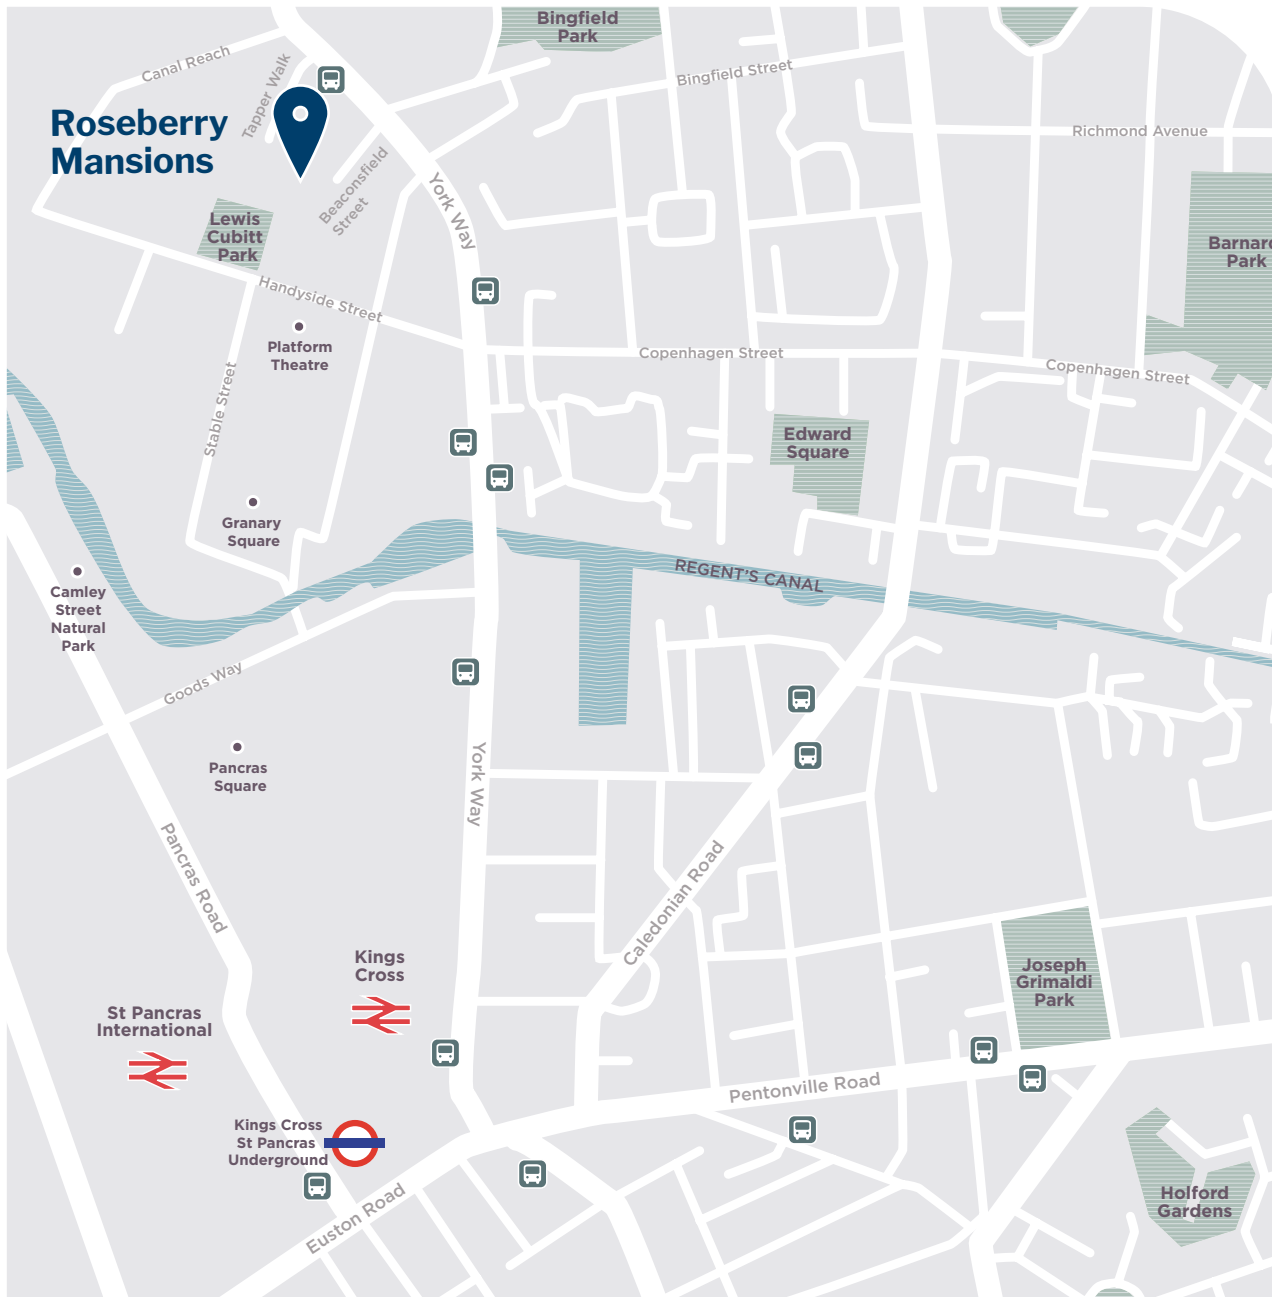 Bingfield
Park
Canal Reach
Tapper Walk
Bingfield Street
Roseberry
Mansions
Richmond Avenue
Beaconsfield
Street
York Way
Lewis
Cubitt
Park
Barnard
Park
Handyside Street
Platform
Theatre
Copenhagen Street
Copenhagen Street
Stable Street
Edward
Square
Granary
Square
REGENT'S CANAL
Camley
Street
Natural
Park
Goods Way
York Way
Pancras
Square
Pancras Road
Caledonian Road
Kings
Cross
Joseph
Grimaldi
Park
St Pancras
International
Pentonville Road
Kings Cross
St Pancras
Underground
Euston Road
Holford
Gardens